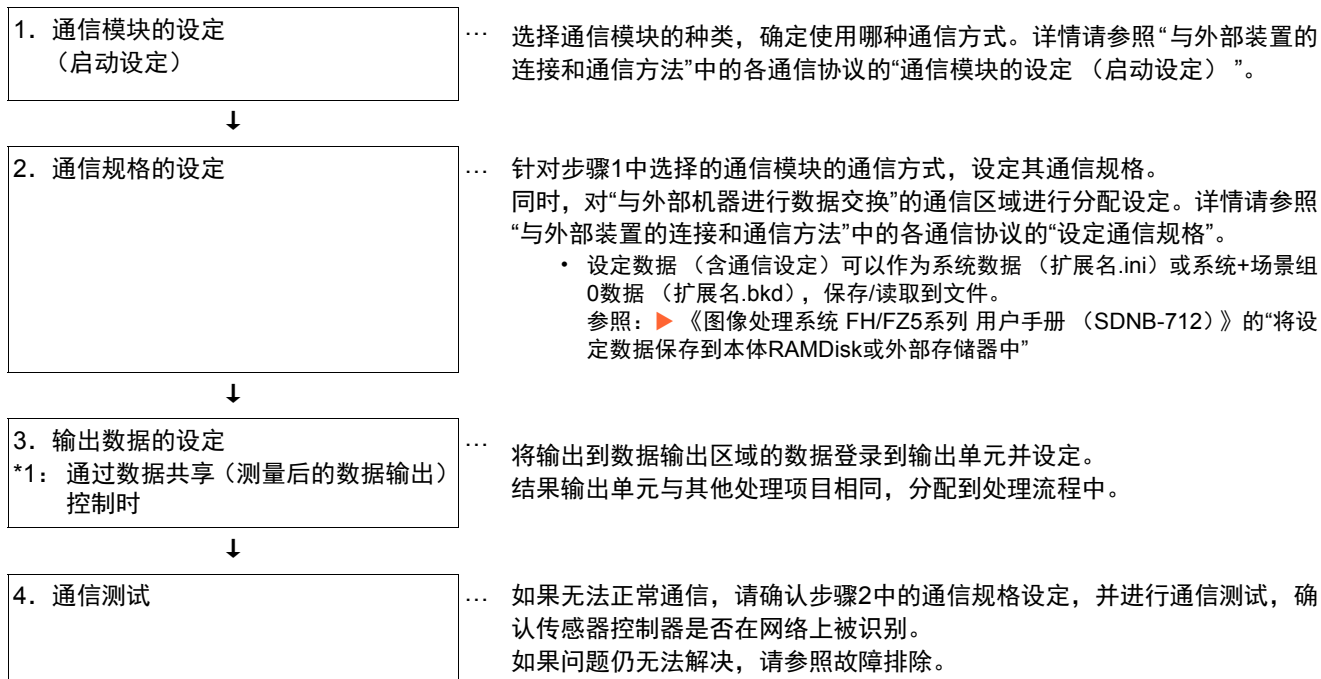 1．通信模块的设定
（启动设定）
… 选择通信模块的种类，确定使用哪种通信方式。详情请参照“与外部装置的
连接和通信方法”中的各通信协议的“通信模块的设定 （启动设定） ”。
↓
2．通信规格的设定
… 针对步骤1中选择的通信模块的通信方式，设定其通信规格。
同时，对“与外部机器进行数据交换”的通信区域进行分配设定。详情请参照
“与外部装置的连接和通信方法”中的各通信协议的“设定通信规格”。
• 设定数据 （含通信设定）可以作为系统数据 （扩展名.ini）或系统+场景组
0数据 （扩展名.bkd），保存/读取到文件。
参照：▶ 《图像处理系统 FH/FZ5系列 用户手册 （SDNB-712）》的“将设
定数据保存到本体RAMDisk或外部存储器中”
↓
3．输出数据的设定
*1： 通过数据共享（测量后的数据输出）
控制时
… 将输出到数据输出区域的数据登录到输出单元并设定。
结果输出单元与其他处理项目相同，分配到处理流程中。
↓
4．通信测试
… 如果无法正常通信，请确认步骤2中的通信规格设定，并进行通信测试，确
认传感器控制器是否在网络上被识别。
如果问题仍无法解决，请参照故障排除。